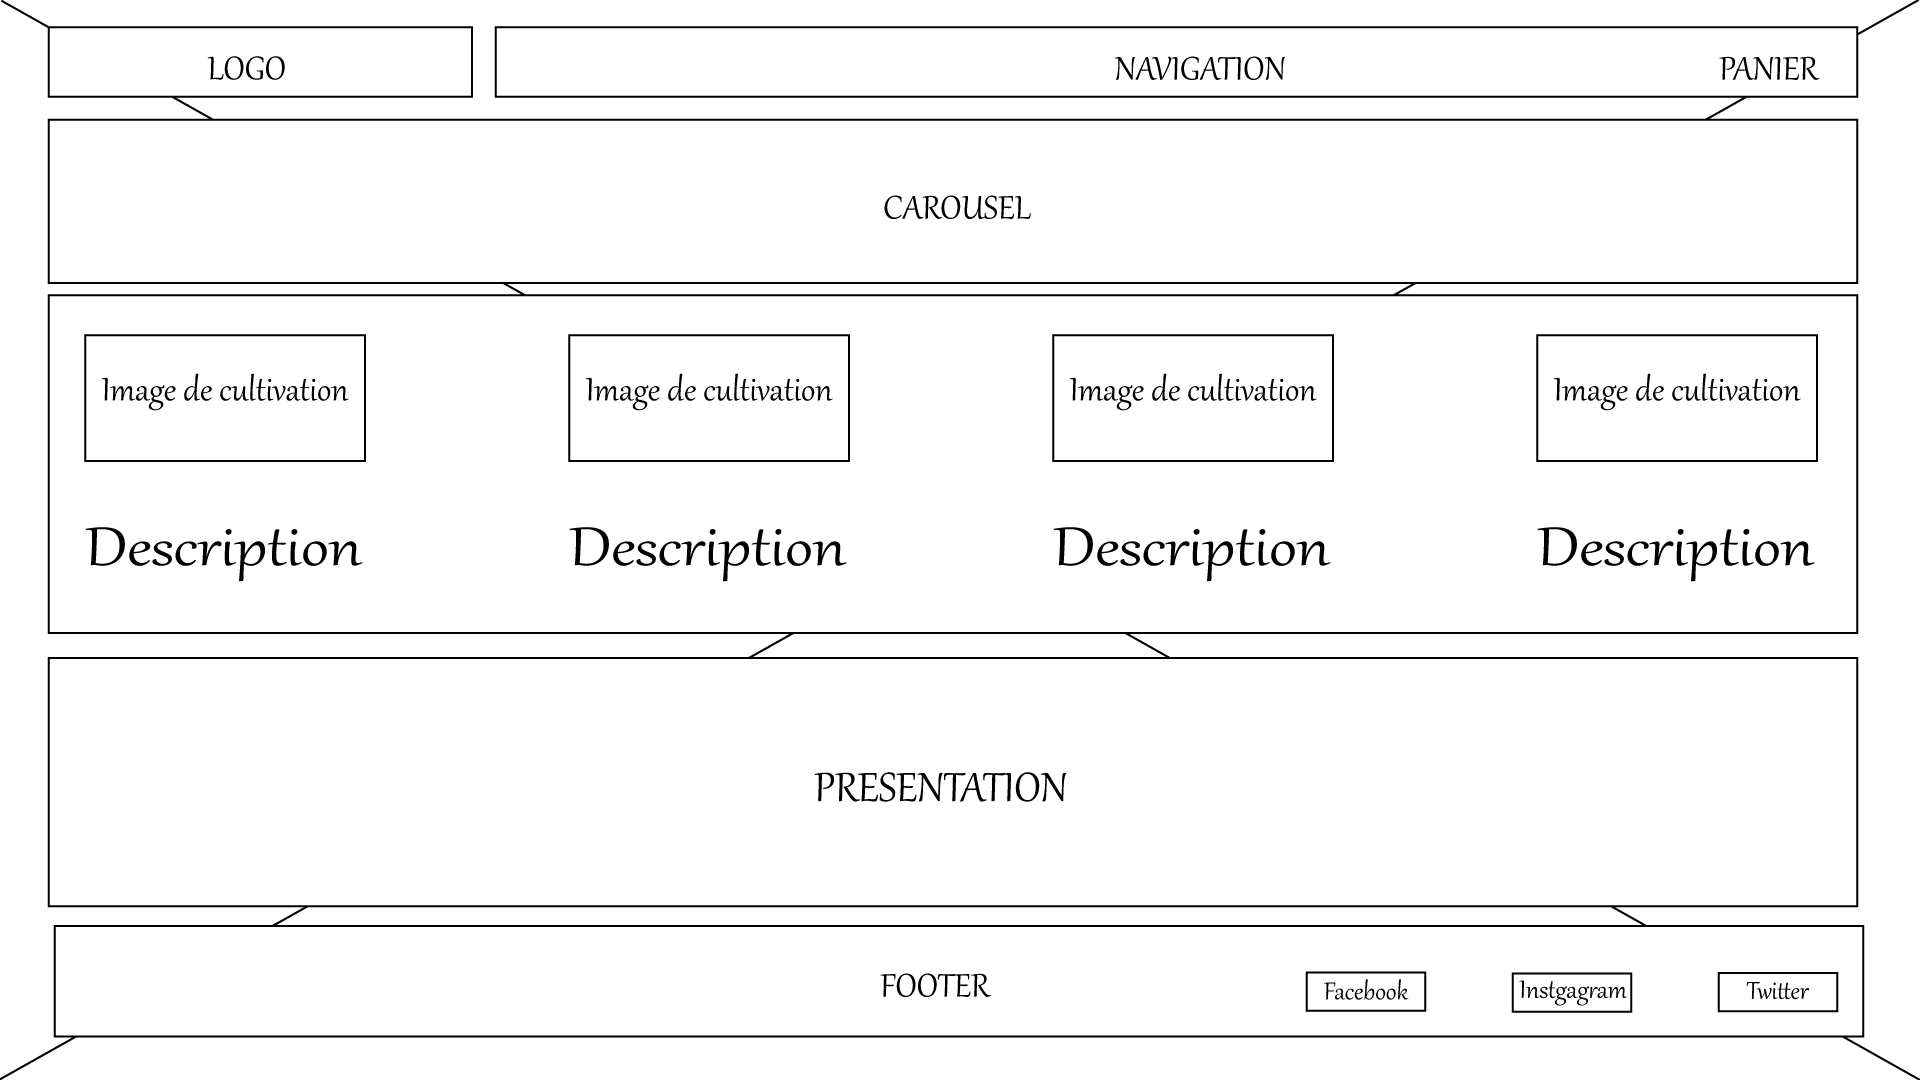 LOGO
NAVIGATION
PANIER
CAROUSEL
Image de cultivation
Image de cultivation
Image de cultivation
Image de cultivation
Description
Description
Description
Description
PRESENTATION
FOOTER
Facebook
Instgagram
Twitter